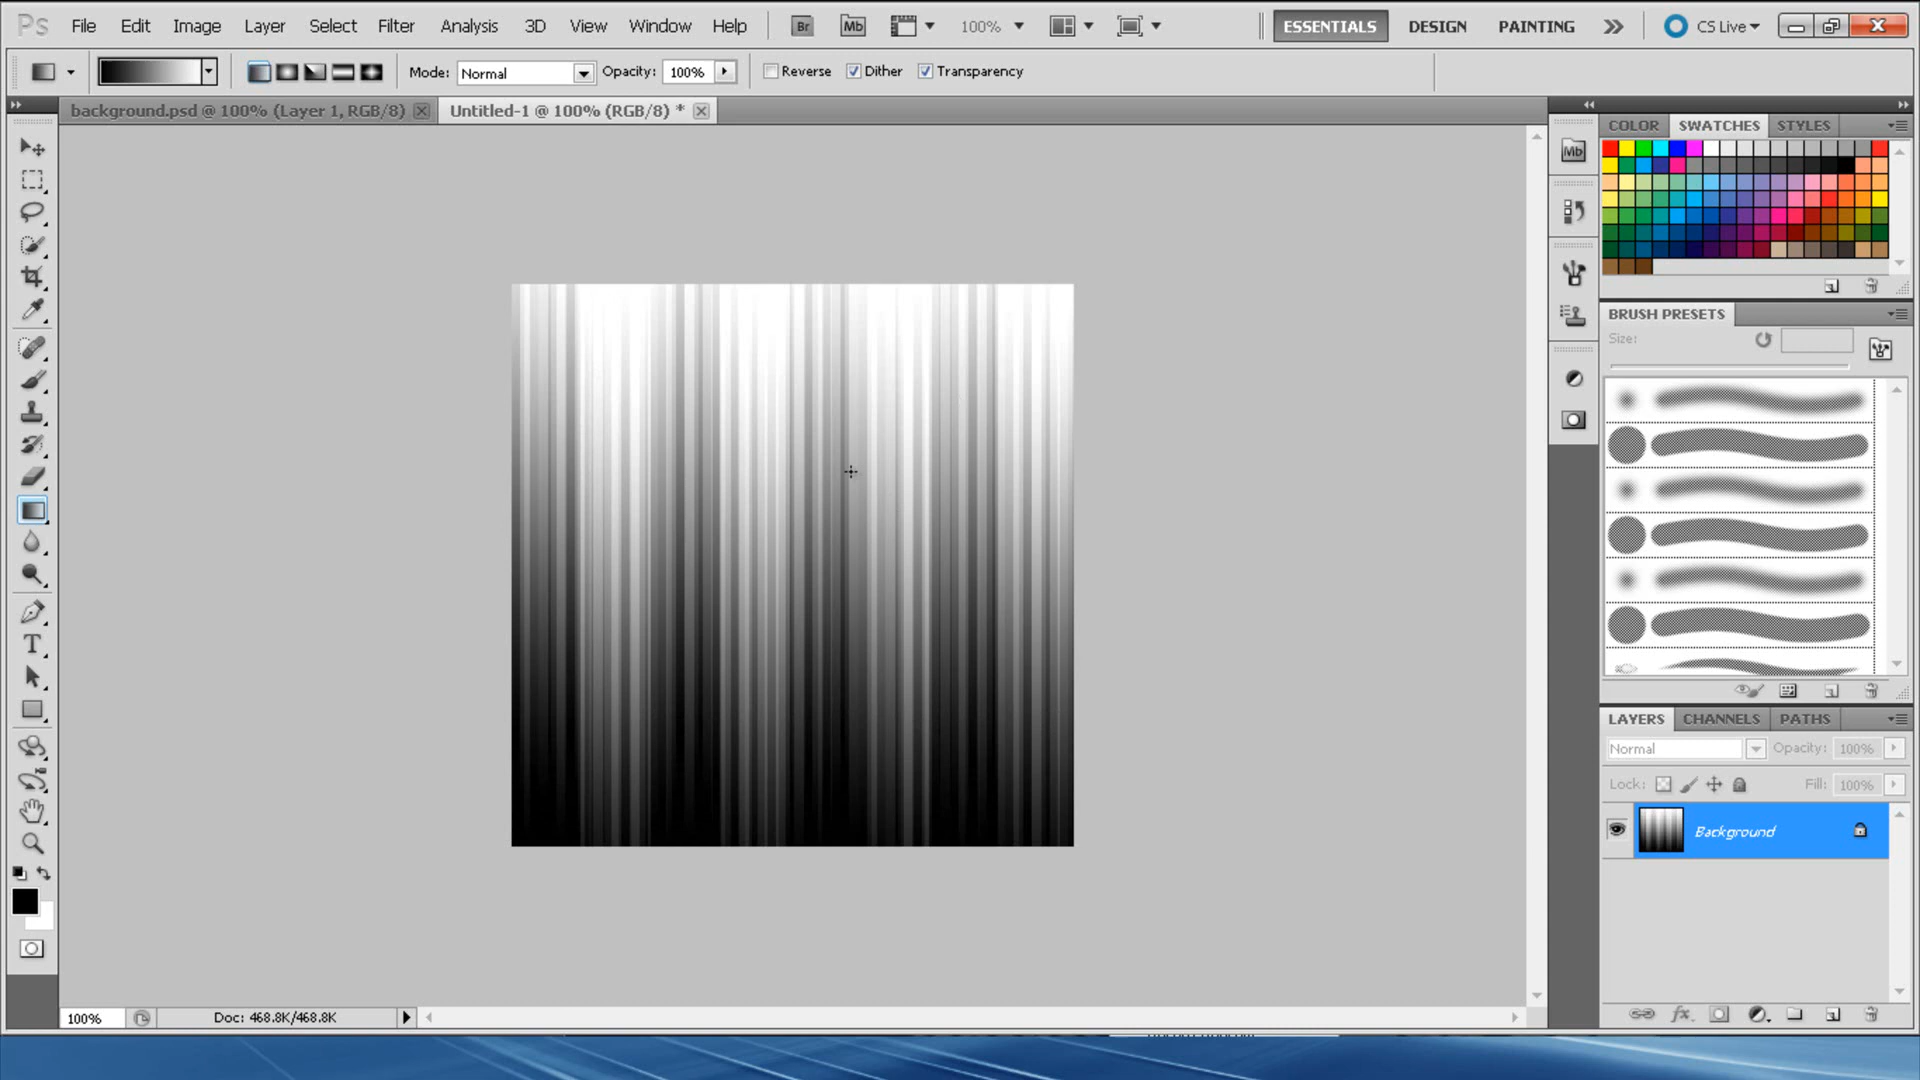 Ps File Edit Image Layer Select Filter Analysis 3D View Window Help Br Mb 100% ESSENTIALS DESIGN PAINTING CS Live
Mode: Normal Opacity: 100% Reverse Dither Transparency
background.psd @ 100% (Layer 1, RGB/8) Untitled-1 @ 100% (RGB/8) *
COLOR SWATCHES STYLES
Mb
BRUSH PRESETS
Size:
LAYERS CHANNELS PATHS
Normal Opacity: 100%
Lock: Fill: 100%
Background
100% Doc: 468.8K/468.8K